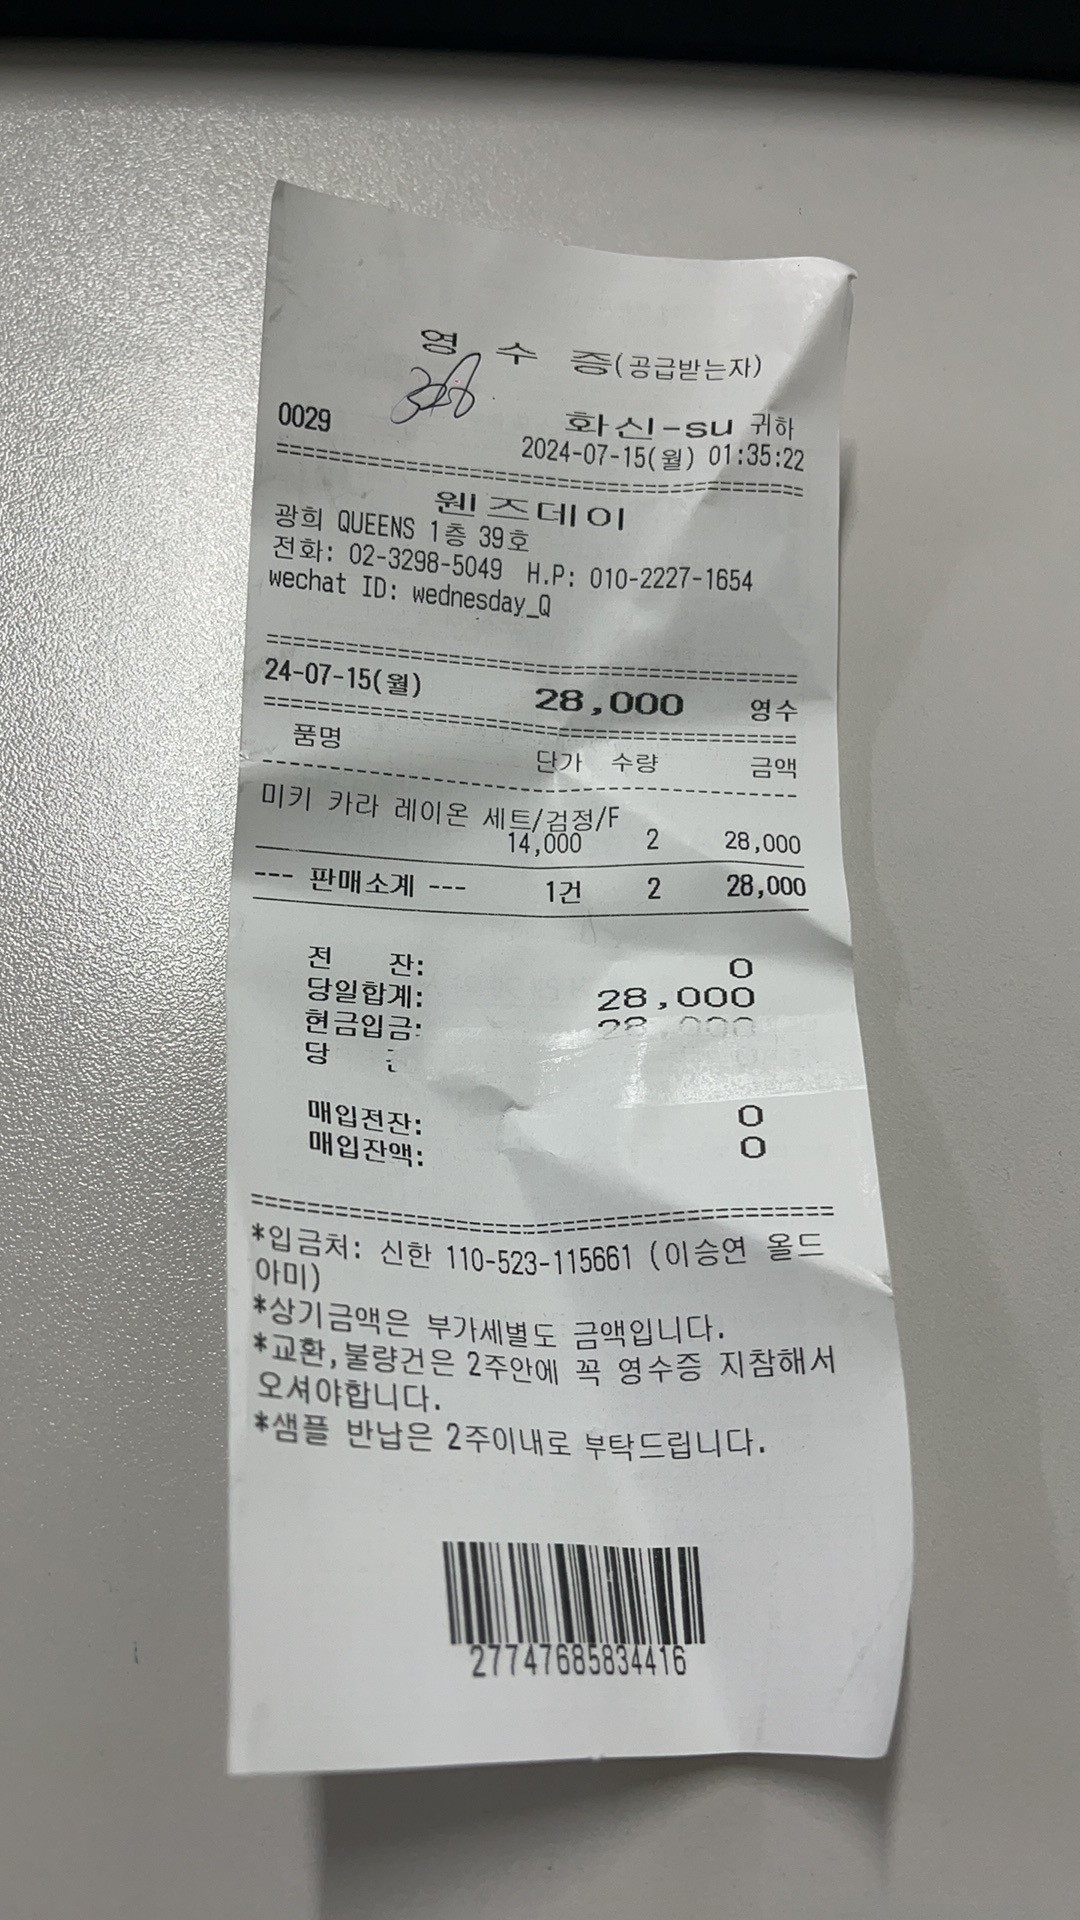 영 수 증(공급받는자)
0029 화신-su 귀하
2024-07-15(월) 01:35:22
================================================
웬즈데이
광희 QUEENS 1층 39호
전화: 02-3298-5049 H.P: 010-2227-1654
wechat ID: wednesday_Q
================================================
24-07-15(월) 28,000 영수
================================================
품명 단가 수량 금액
------------------------------------------------
미키 카라 레이온 세트/검정/F
14,000 2 28,000
--- 판매소계 --- 1건 2 28,000
전 잔: 0
당일합계: 28,000
현금입금: 28,000
당
매입전잔: 0
매입잔액: 0
================================================
*입금처: 신한 110-523-115661 (이승연 올드
아미)
*상기금액은 부가세별도 금액입니다.
*교환,불량건은 2주안에 꼭 영수증 지참해서
오셔야합니다.
*샘플 반납은 2주이내로 부탁드립니다.
27747685834416